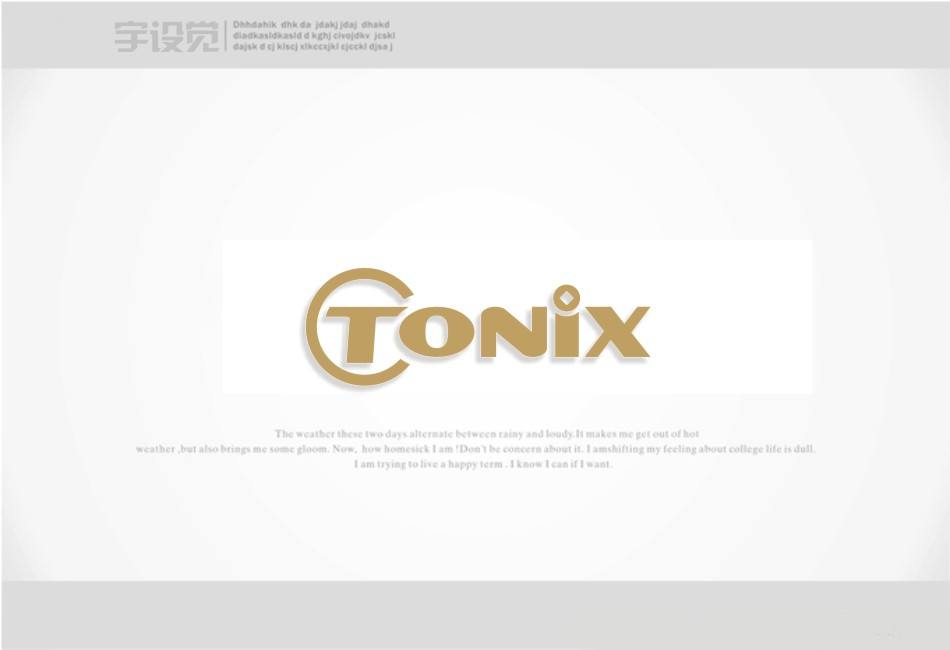 宇设觉
Dhhdahik dhk da jdakj jdaj dhakd
diadkasldkasld d kghj civojdkv jcskl
dajsk d cj klscj xlkccxjkl cjcckl djsa j
TONiX
The weather these two days alternate between rainy and loudy.It makes me get out of hot
weather ,but also brings me some gloom. Now, how homesick I am !Don't be concern about it. I amshifting my feeling about college life is dull.
I am trying to live a happy term . I know I can if I want.